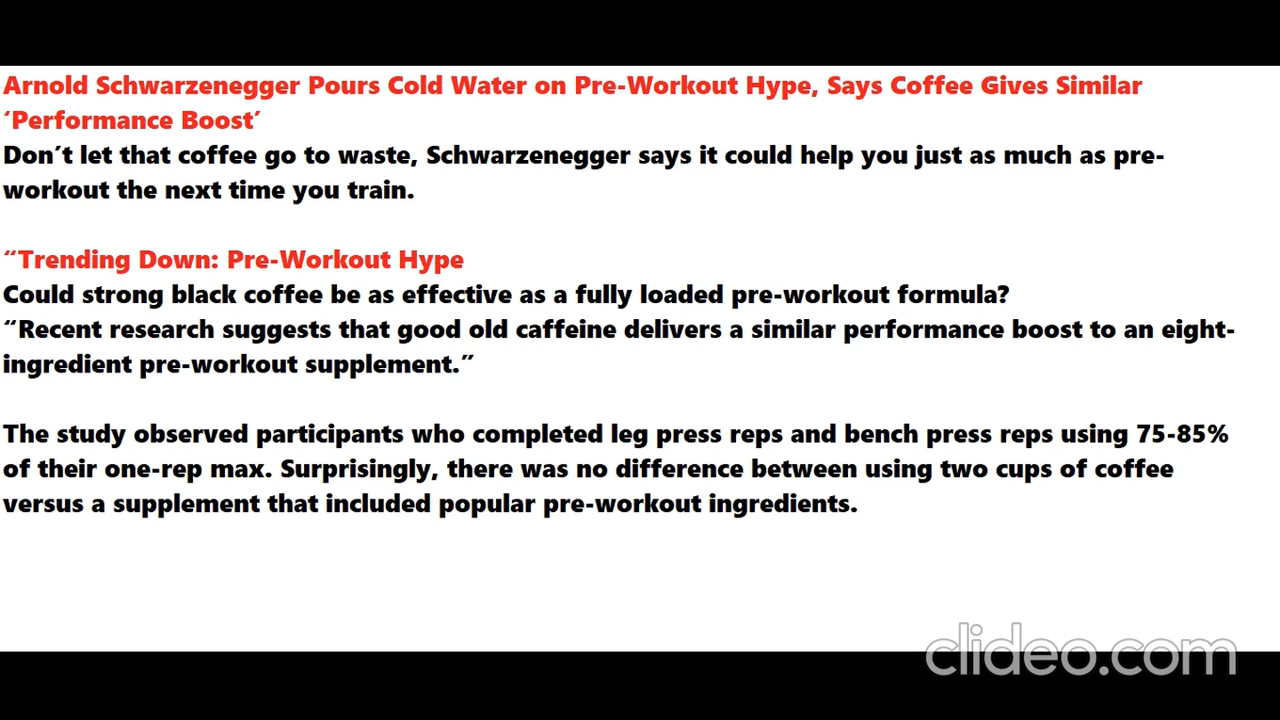 Arnold Schwarzenegger Pours Cold Water on Pre-Workout Hype, Says Coffee Gives Similar
‘Performance Boost’
Don’t let that coffee go to waste, Schwarzenegger says it could help you just as much as pre-
workout the next time you train.
“Trending Down: Pre-Workout Hype
Could strong black coffee be as effective as a fully loaded pre-workout formula?
“Recent research suggests that good old caffeine delivers a similar performance boost to an eight-
ingredient pre-workout supplement.”
The study observed participants who completed leg press reps and bench press reps using 75-85%
of their one-rep max. Surprisingly, there was no difference between using two cups of coffee
versus a supplement that included popular pre-workout ingredients.
clideo.com